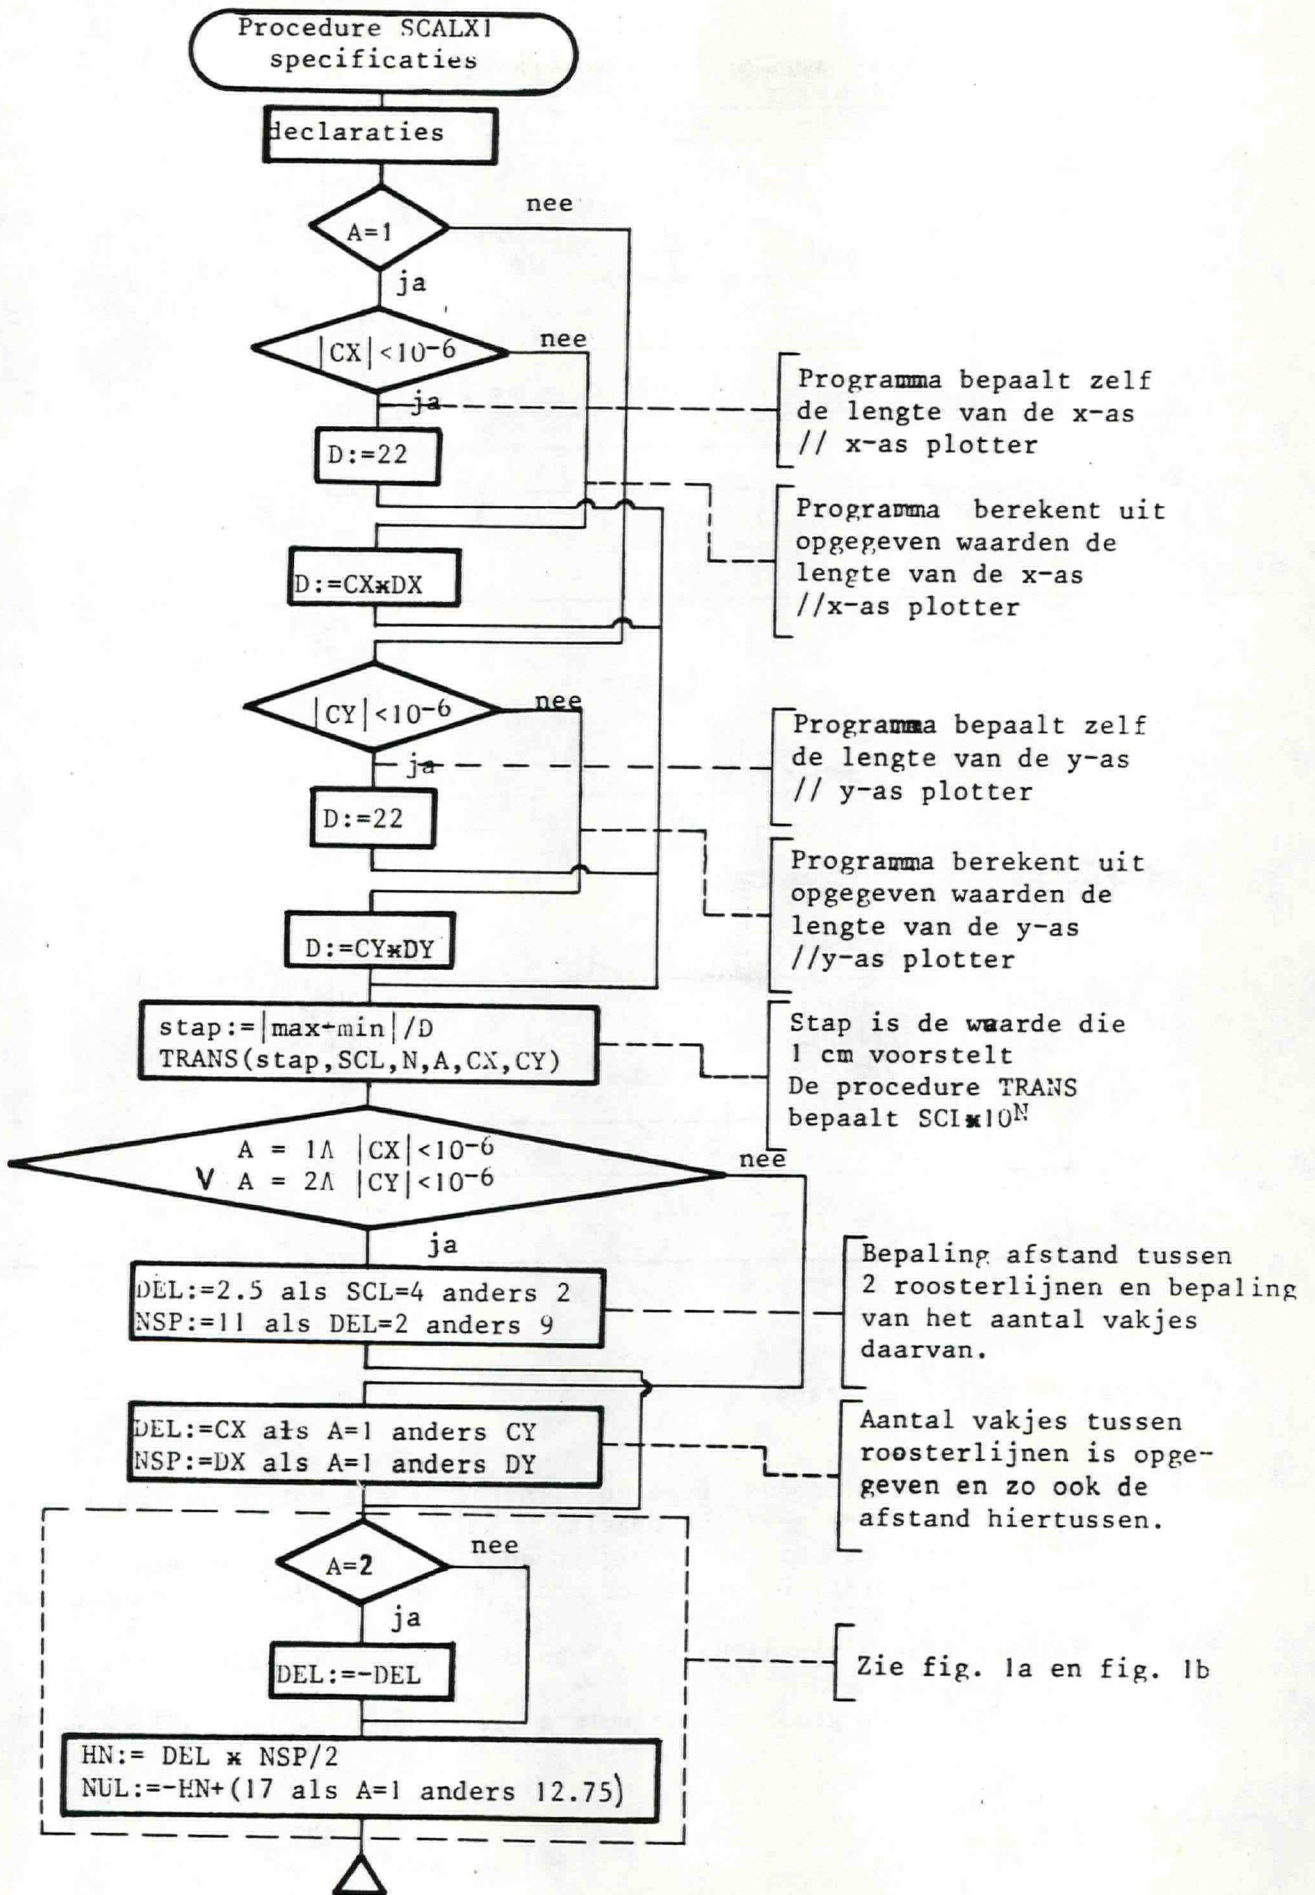 Procedure SCALX1
specificaties
declaraties
A=1
nee
ja
|CX|<10⁻⁶
nee
ja
D:=22
Programma bepaalt zelf
de lengte van de x-as
// x-as plotter
D:=CX*DX
Programma berekent uit
opgegeven waarden de
lengte van de x-as
//x-as plotter
|CY|<10⁻⁶
nee
ja
D:=22
Programma bepaalt zelf
de lengte van de y-as
// y-as plotter
D:=CY*DY
Programma berekent uit
opgegeven waarden de
lengte van de y-as
//y-as plotter
stap:=|max-min|/D
TRANS(stap,SCL,N,A,CX,CY)
Stap is de waarde die
1 cm voorstelt
De procedure TRANS
bepaalt SCL*10ᴺ
A = 1Λ |CX|<10⁻⁶
V A = 2Λ |CY|<10⁻⁶
nee
ja
DEL:=2.5 als SCL=4 anders 2
NSP:=11 als DEL=2 anders 9
Bepaling afstand tussen
2 roosterlijnen en bepaling
van het aantal vakjes
daarvan.
DEL:=CX als A=1 anders CY
NSP:=DX als A=1 anders DY
Aantal vakjes tussen
roosterlijnen is opge-
geven en zo ook de
afstand hiertussen.
A=2
nee
ja
DEL:=-DEL
Zie fig. 1a en fig. 1b
HN:= DEL * NSP/2
NUL:=-HN+(17 als A=1 anders 12.75)